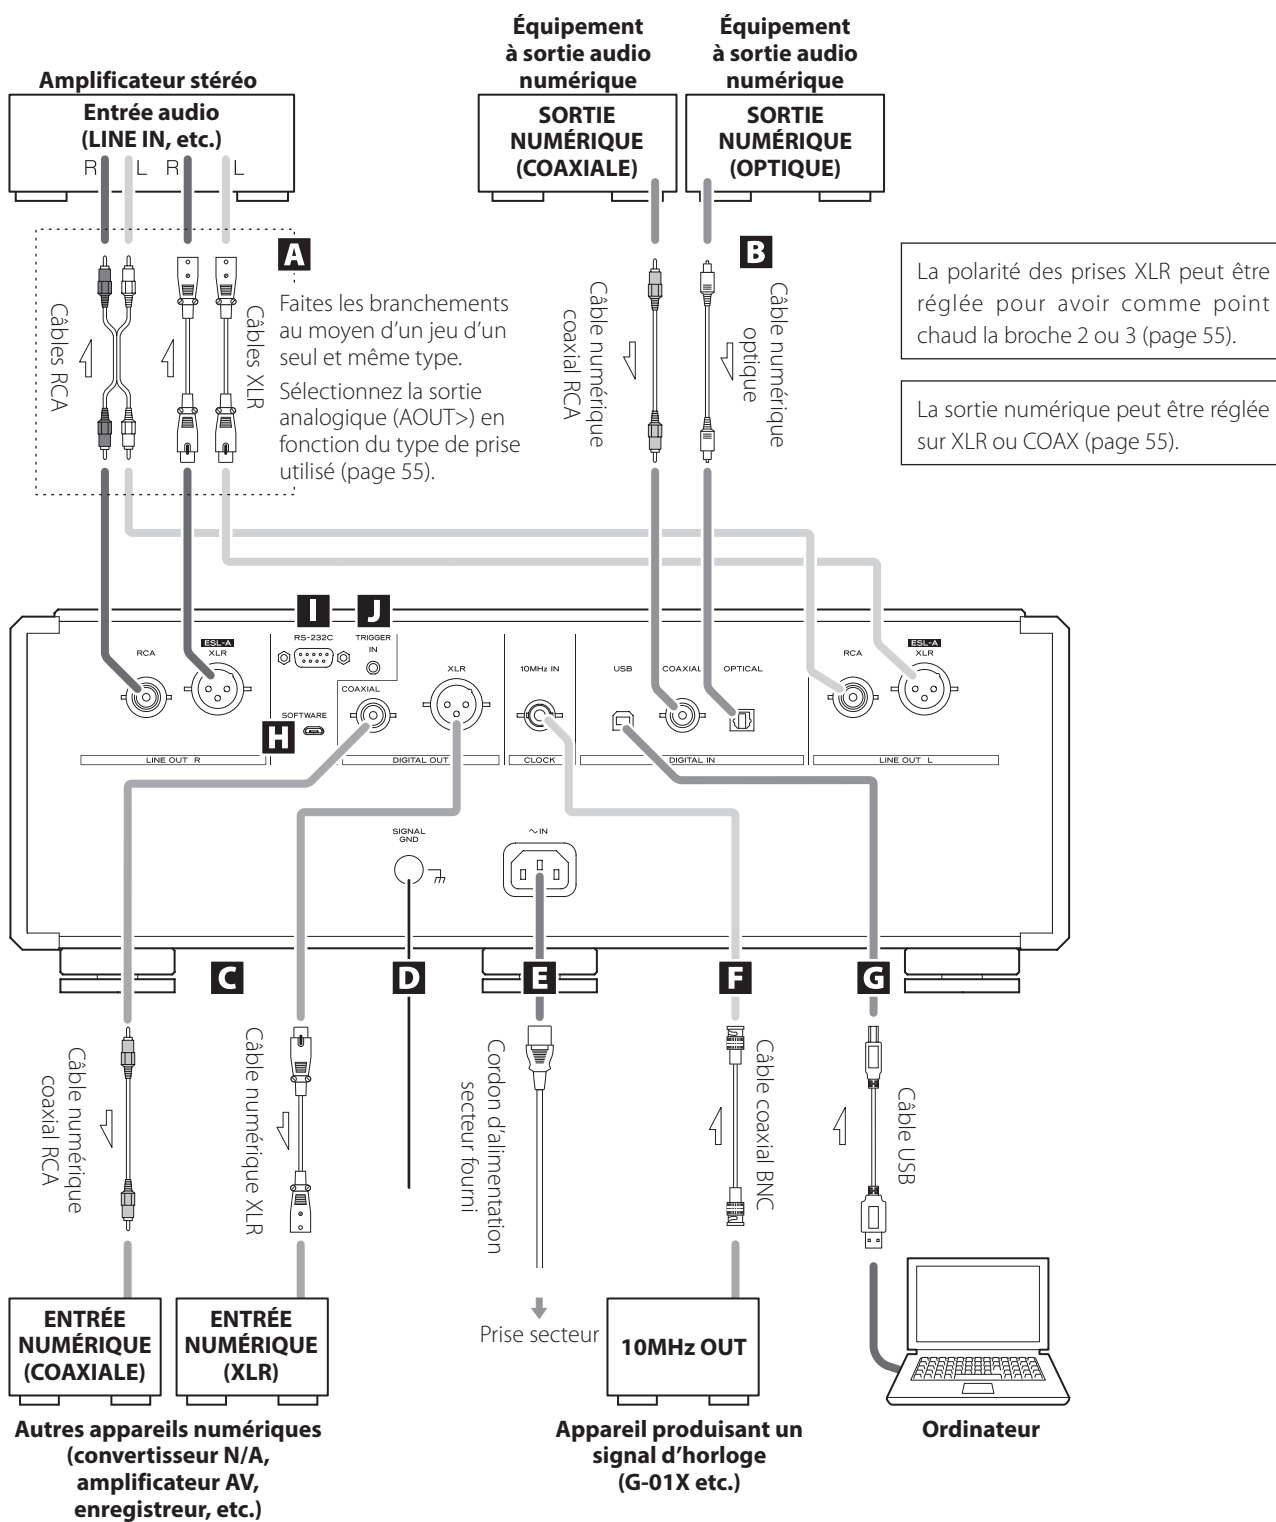 Équipement
à sortie audio
numérique
Équipement
à sortie audio
numérique
Amplificateur stéréo
Entrée audio
(LINE IN, etc.)
R
L
R
L
SORTIE
NUMÉRIQUE
(COAXIALE)
SORTIE
NUMÉRIQUE
(OPTIQUE)
A
B
Câbles RCA
Câbles XLR
Faites les branchements
au moyen d'un jeu d'un
seul et même type.
Sélectionnez la sortie
analogique (AOUT>) en
fonction du type de prise
utilisé (page 55).
Câble numérique
coaxial RCA
Câble numérique
optique
La polarité des prises XLR peut être
réglée pour avoir comme point
chaud la broche 2 ou 3 (page 55).
La sortie numérique peut être réglée
sur XLR ou COAX (page 55).
I
J
RCA
ESL-A
XLR
RS-232C
TRIGGER
IN
XLR
10MHz IN
USB
COAXIAL
OPTICAL
RCA
ESL-A
XLR
COAXIAL
SOFTWARE
H
LINE OUT R
DIGITAL OUT
CLOCK
DIGITAL IN
LINE OUT L
SIGNAL
GND
~IN
C
D
E
F
G
Câble numérique
coaxial RCA
Câble numérique XLR
Cordon d'alimentation
secteur fourni
Câble coaxial BNC
Câble USB
ENTRÉE
NUMÉRIQUE
(COAXIALE)
ENTRÉE
NUMÉRIQUE
(XLR)
Prise secteur
10MHz OUT
Autres appareils numériques
(convertisseur N/A,
amplificateur AV,
enregistreur, etc.)
Appareil produisant un
signal d'horloge
(G-01X etc.)
Ordinateur